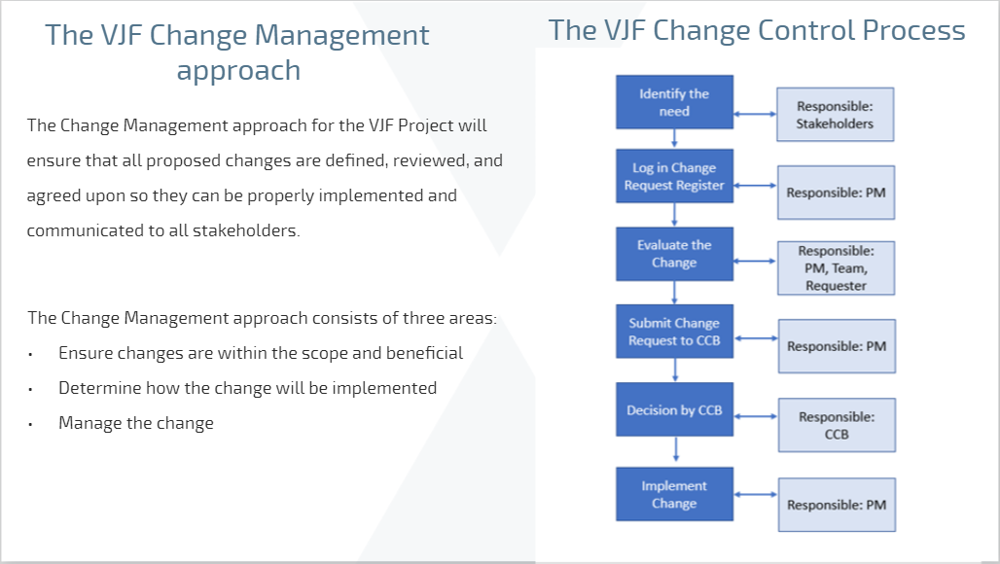 The VJF Change Management
approach
The Change Management approach for the VJF Project will
ensure that all proposed changes are defined, reviewed, and
agreed upon so they can be properly implemented and
communicated to all stakeholders.
The Change Management approach consists of three areas:
• Ensure changes are within the scope and beneficial
• Determine how the change will be implemented
• Manage the change
The VJF Change Control Process
Identify the
need
Responsible:
Stakeholders
Log in Change
Request Register
Responsible: PM
Evaluate the
Change
Responsible:
PM, Team,
Requester
Submit Change
Request to CCB
Responsible: PM
Decision by CCB
Responsible:
CCB
Implement
Change
Responsible: PM